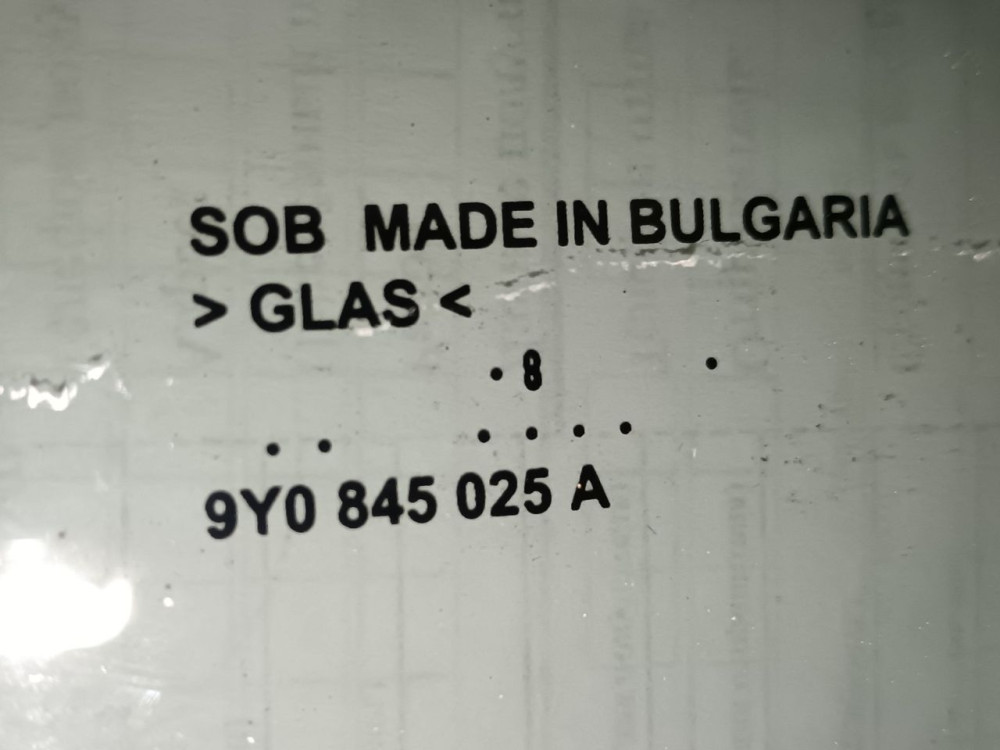 SOB MADE IN BULGARIA
> GLAS <
. 8 .
. . . . . .
9Y0 845 025 A